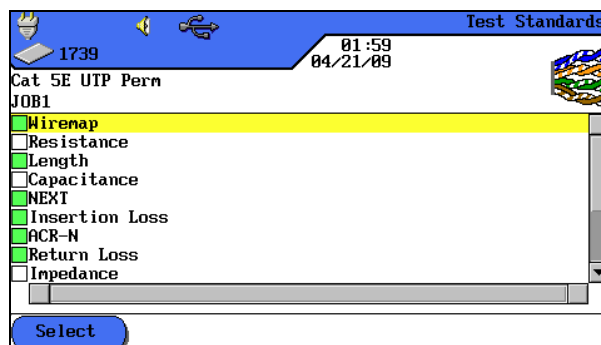 Test Standards
1739
01:59
04/21/09
Cat 5E UTP Perm
JOB1
Wiremap
Resistance
Length
Capacitance
NEXT
Insertion Loss
ACR-N
Return Loss
Impedance
Select